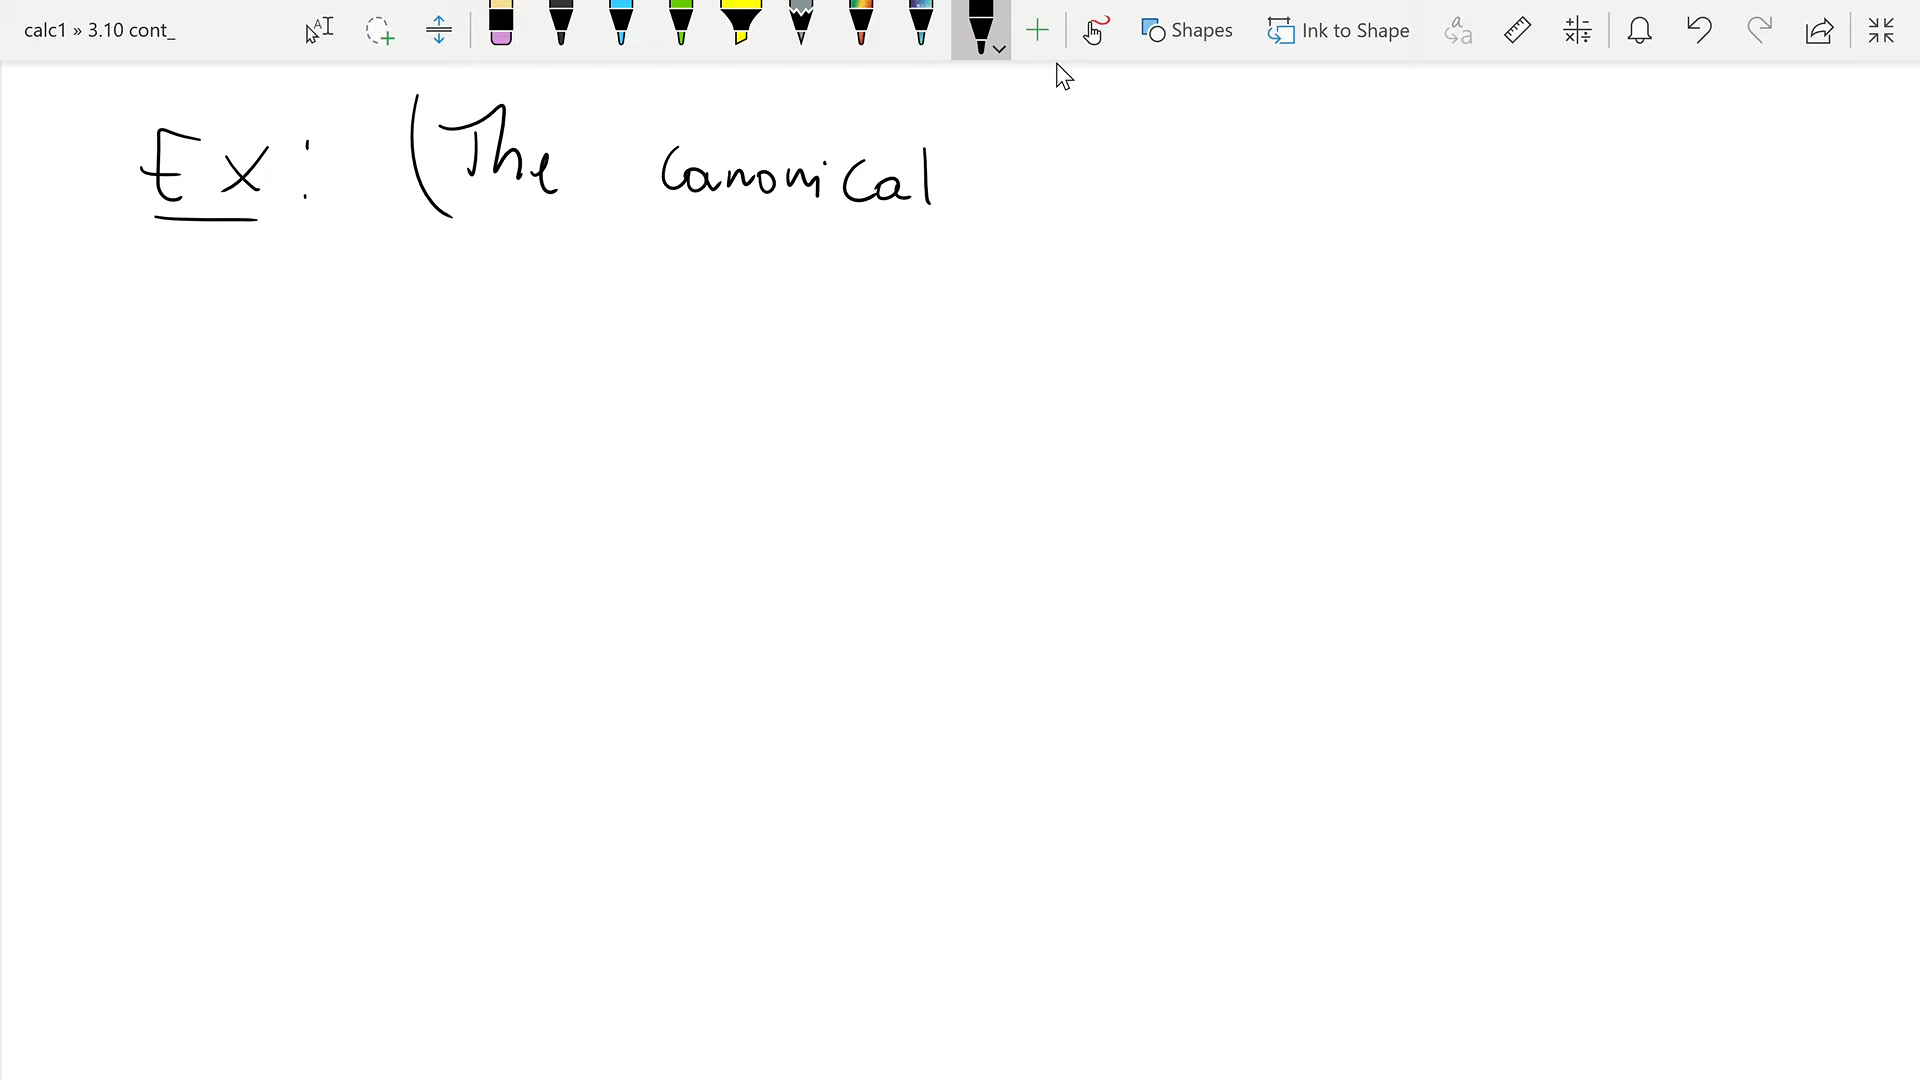 calc1 » 3.10 cont_ Shapes Ink to Shape
Ex: (The canonical